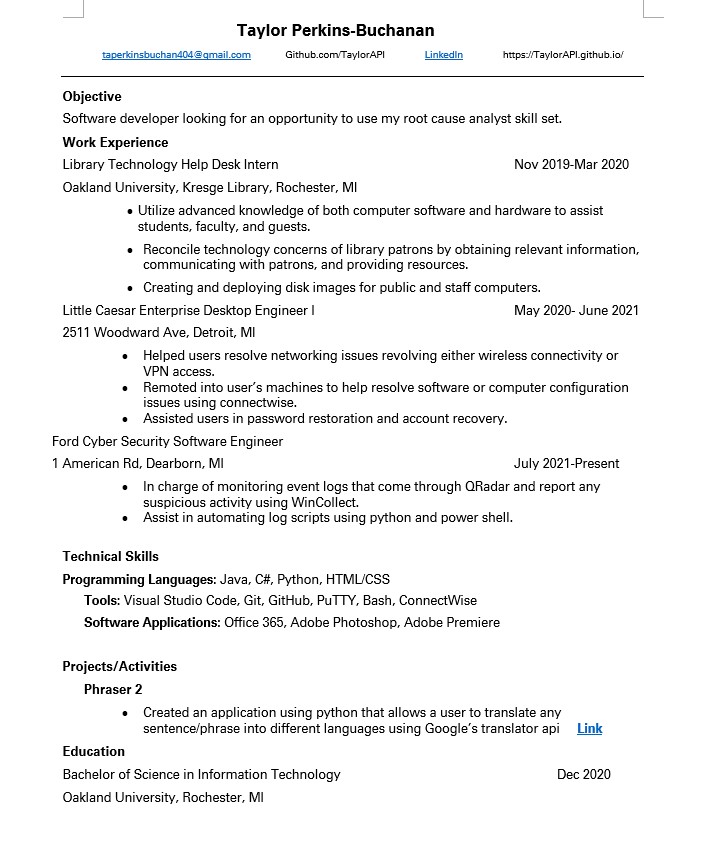 Taylor Perkins-Buchanan
taperkinsbuchan404@gmail.com Github.com/TaylorAPI LinkedIn https://TaylorAPI.github.io/
Objective
Software developer looking for an opportunity to use my root cause analyst skill set.
Work Experience
Library Technology Help Desk Intern Nov 2019-Mar 2020
Oakland University, Kresge Library, Rochester, MI
• Utilize advanced knowledge of both computer software and hardware to assist
students, faculty, and guests.
• Reconcile technology concerns of library patrons by obtaining relevant information,
communicating with patrons, and providing resources.
• Creating and deploying disk images for public and staff computers.
Little Caesar Enterprise Desktop Engineer I May 2020- June 2021
2511 Woodward Ave, Detroit, MI
• Helped users resolve networking issues revolving either wireless connectivity or
VPN access.
• Remoted into user's machines to help resolve software or computer configuration
issues using connectwise.
• Assisted users in password restoration and account recovery.
Ford Cyber Security Software Engineer
1 American Rd, Dearborn, MI July 2021-Present
• In charge of monitoring event logs that come through QRadar and report any
suspicious activity using WinCollect.
• Assist in automating log scripts using python and power shell.
Technical Skills
Programming Languages: Java, C#, Python, HTML/CSS
Tools: Visual Studio Code, Git, GitHub, PuTTY, Bash, ConnectWise
Software Applications: Office 365, Adobe Photoshop, Adobe Premiere
Projects/Activities
Phraser 2
• Created an application using python that allows a user to translate any
sentence/phrase into different languages using Google's translator api Link
Education
Bachelor of Science in Information Technology Dec 2020
Oakland University, Rochester, MI